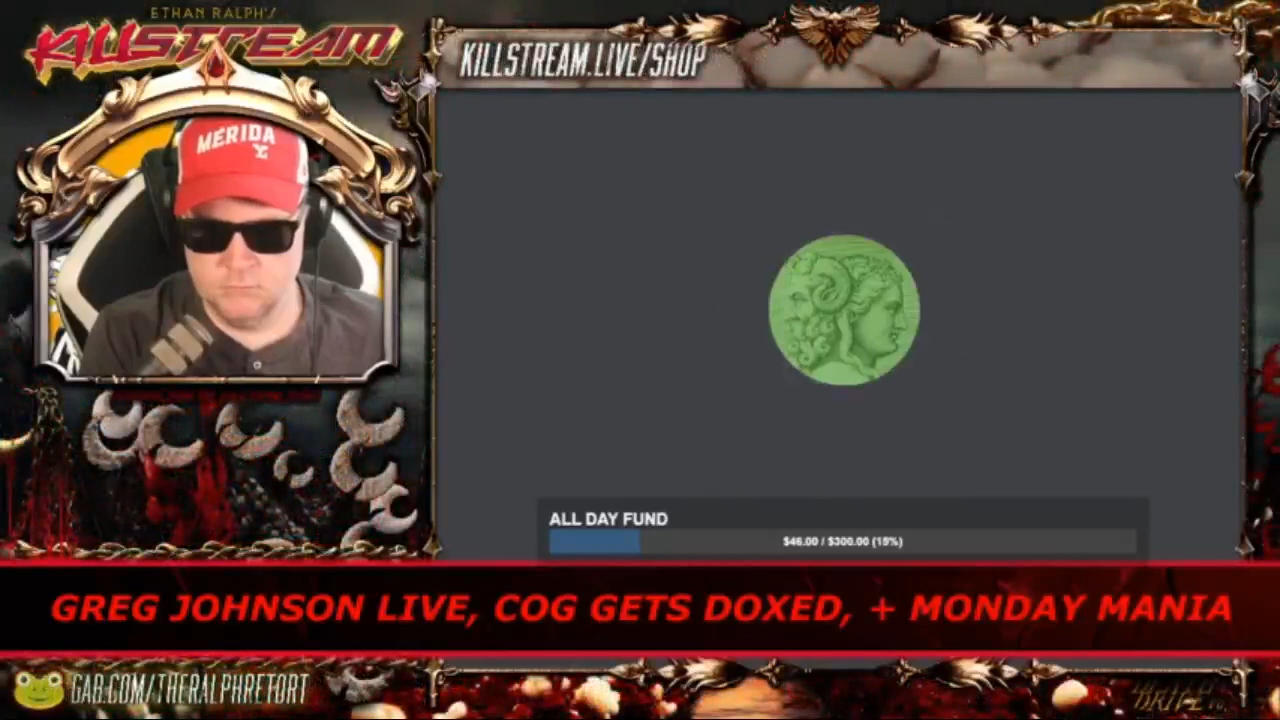 ETHAN RALPH'S
KILLSTREAM
KILLSTREAM.LIVE/SHOP
MERIDA
ALL DAY FUND
$46.00 / $300.00 (15%)
GREG JOHNSON LIVE, COG GETS DOXED, + MONDAY MANIA
GAB.COM/THERALPHRETORT